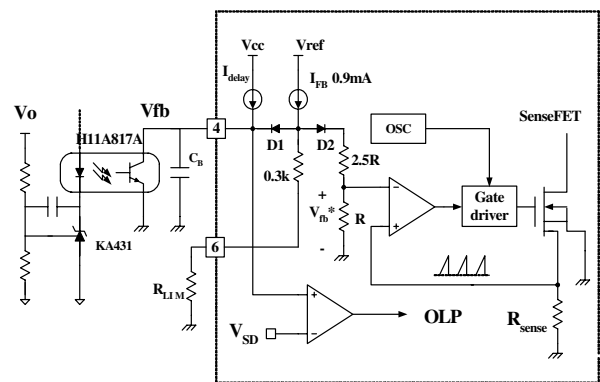 Vcc Vref
Idelay IFB 0.9mA
Vo Vfb SenseFET
H11A817A 4 OSC
D1 D2
CB 2.5R
0.3k
+
Vfb* R
-
− Gate driver
+
KA431
6
RLIM
+
VSD − OLP
Rsense